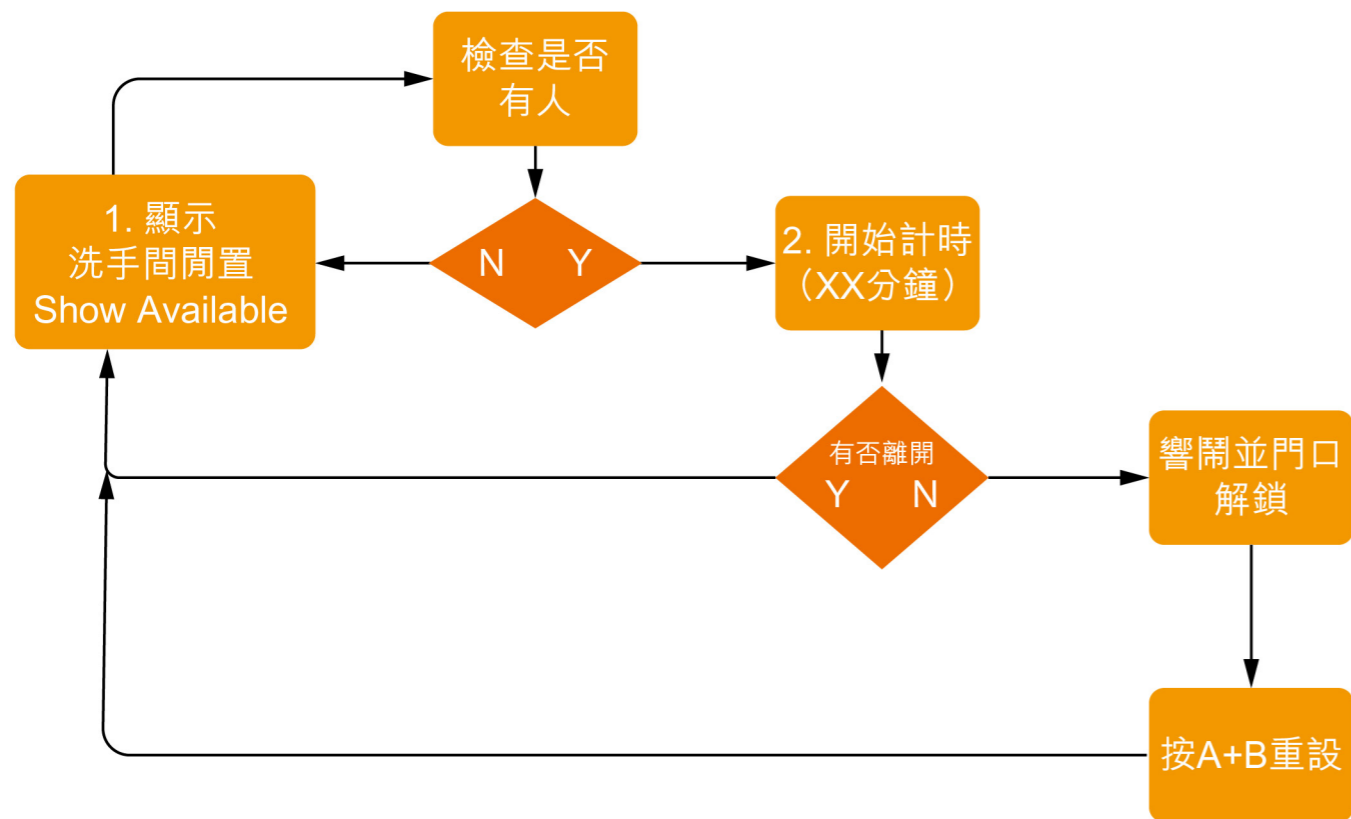 檢查是否
有人
1. 顯示
洗手間閒置
Show Available
N Y
2. 開始計時
（XX分鐘）
有否離開
Y N
響鬧並門口
解鎖
按A+B重設